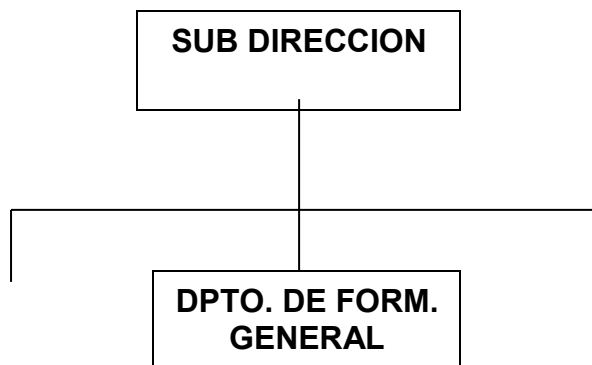 SUB DIRECCION
DPTO. DE FORM.
GENERAL